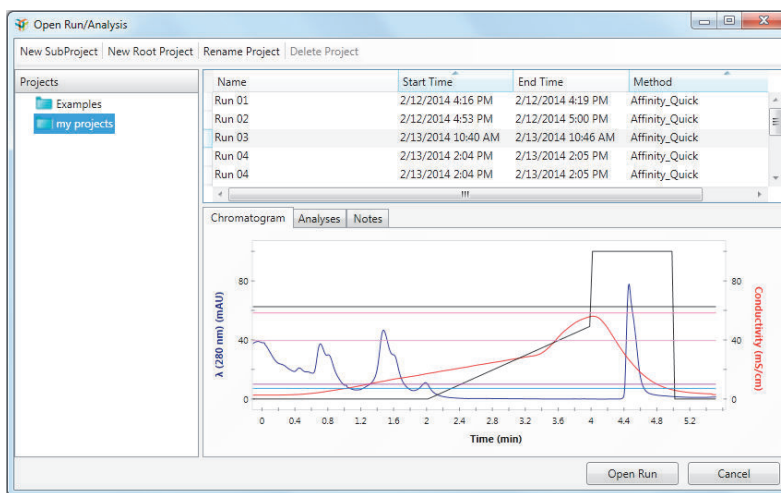 Open Run/Analysis
New SubProject New Root Project Rename Project Delete Project
Projects
Examples
my projects
Name Start Time End Time Method
Run 01 2/12/2014 4:16 PM 2/12/2014 4:19 PM Affinity_Quick
Run 02 2/12/2014 4:53 PM 2/12/2014 5:00 PM Affinity_Quick
Run 03 2/13/2014 10:40 AM 2/13/2014 10:46 AM Affinity_Quick
Run 04 2/13/2014 2:04 PM 2/13/2014 2:05 PM Affinity_Quick
Run 04 2/13/2014 2:04 PM 2/13/2014 2:05 PM Affinity_Quick
Chromatogram Analyses Notes
λ (280 nm) (mAU)
80 80
40 40
0 0
Conductivity (mS/cm)
0 0.4 0.8 1.2 1.6 2 2.4 2.8 3.2 3.6 4 4.4 4.8 5.2
Time (min)
Open Run Cancel